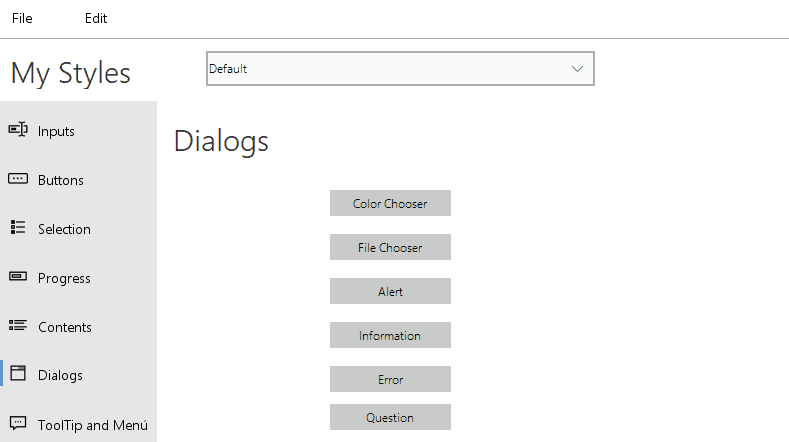 File Edit
My Styles
Default
Inputs
Buttons
Selection
Progress
Contents
Dialogs
ToolTip and Menú
Dialogs
Color Chooser
File Chooser
Alert
Information
Error
Question